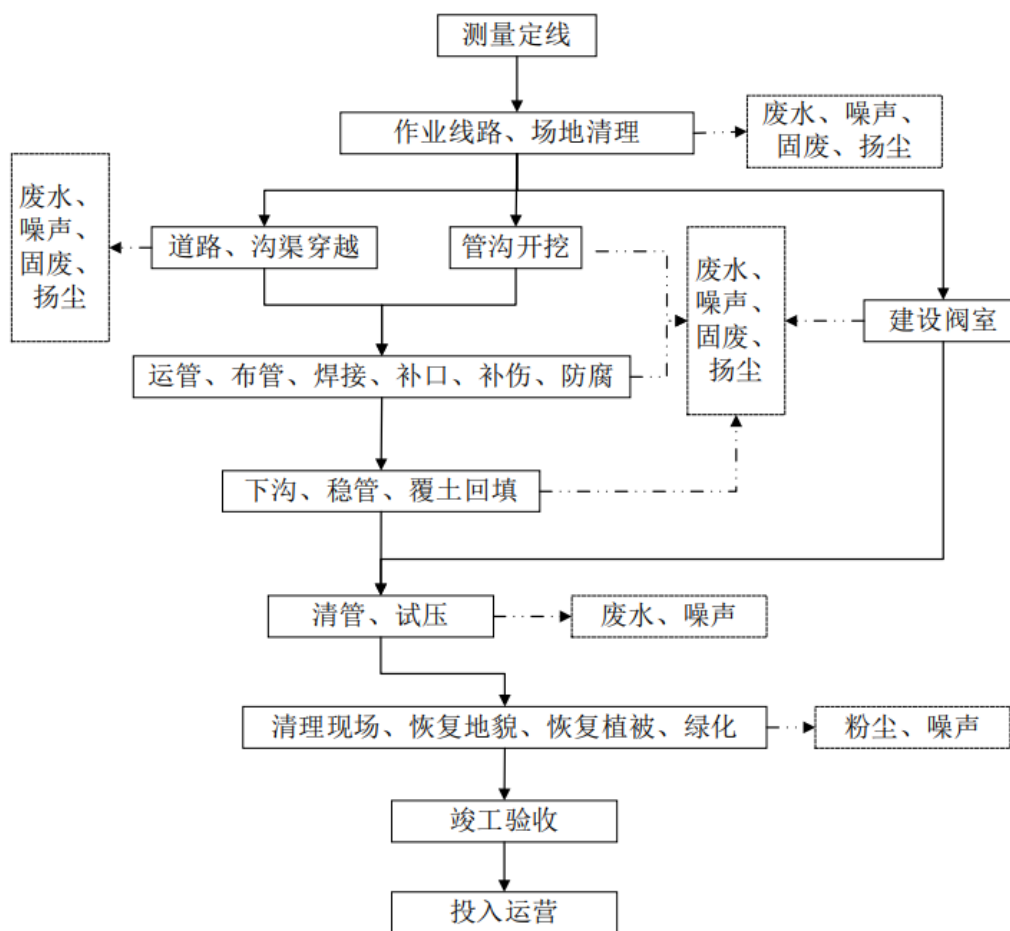 测量定线
作业线路、场地清理
废水、噪声、
固废、扬尘
废水、
噪声、
固废、
扬尘
道路、沟渠穿越
管沟开挖
废水、
噪声、
固废、
扬尘
建设阀室
运管、布管、焊接、补口、补伤、防腐
下沟、稳管、覆土回填
清管、试压
废水、噪声
清理现场、恢复地貌、恢复植被、绿化
粉尘、噪声
竣工验收
投入运营